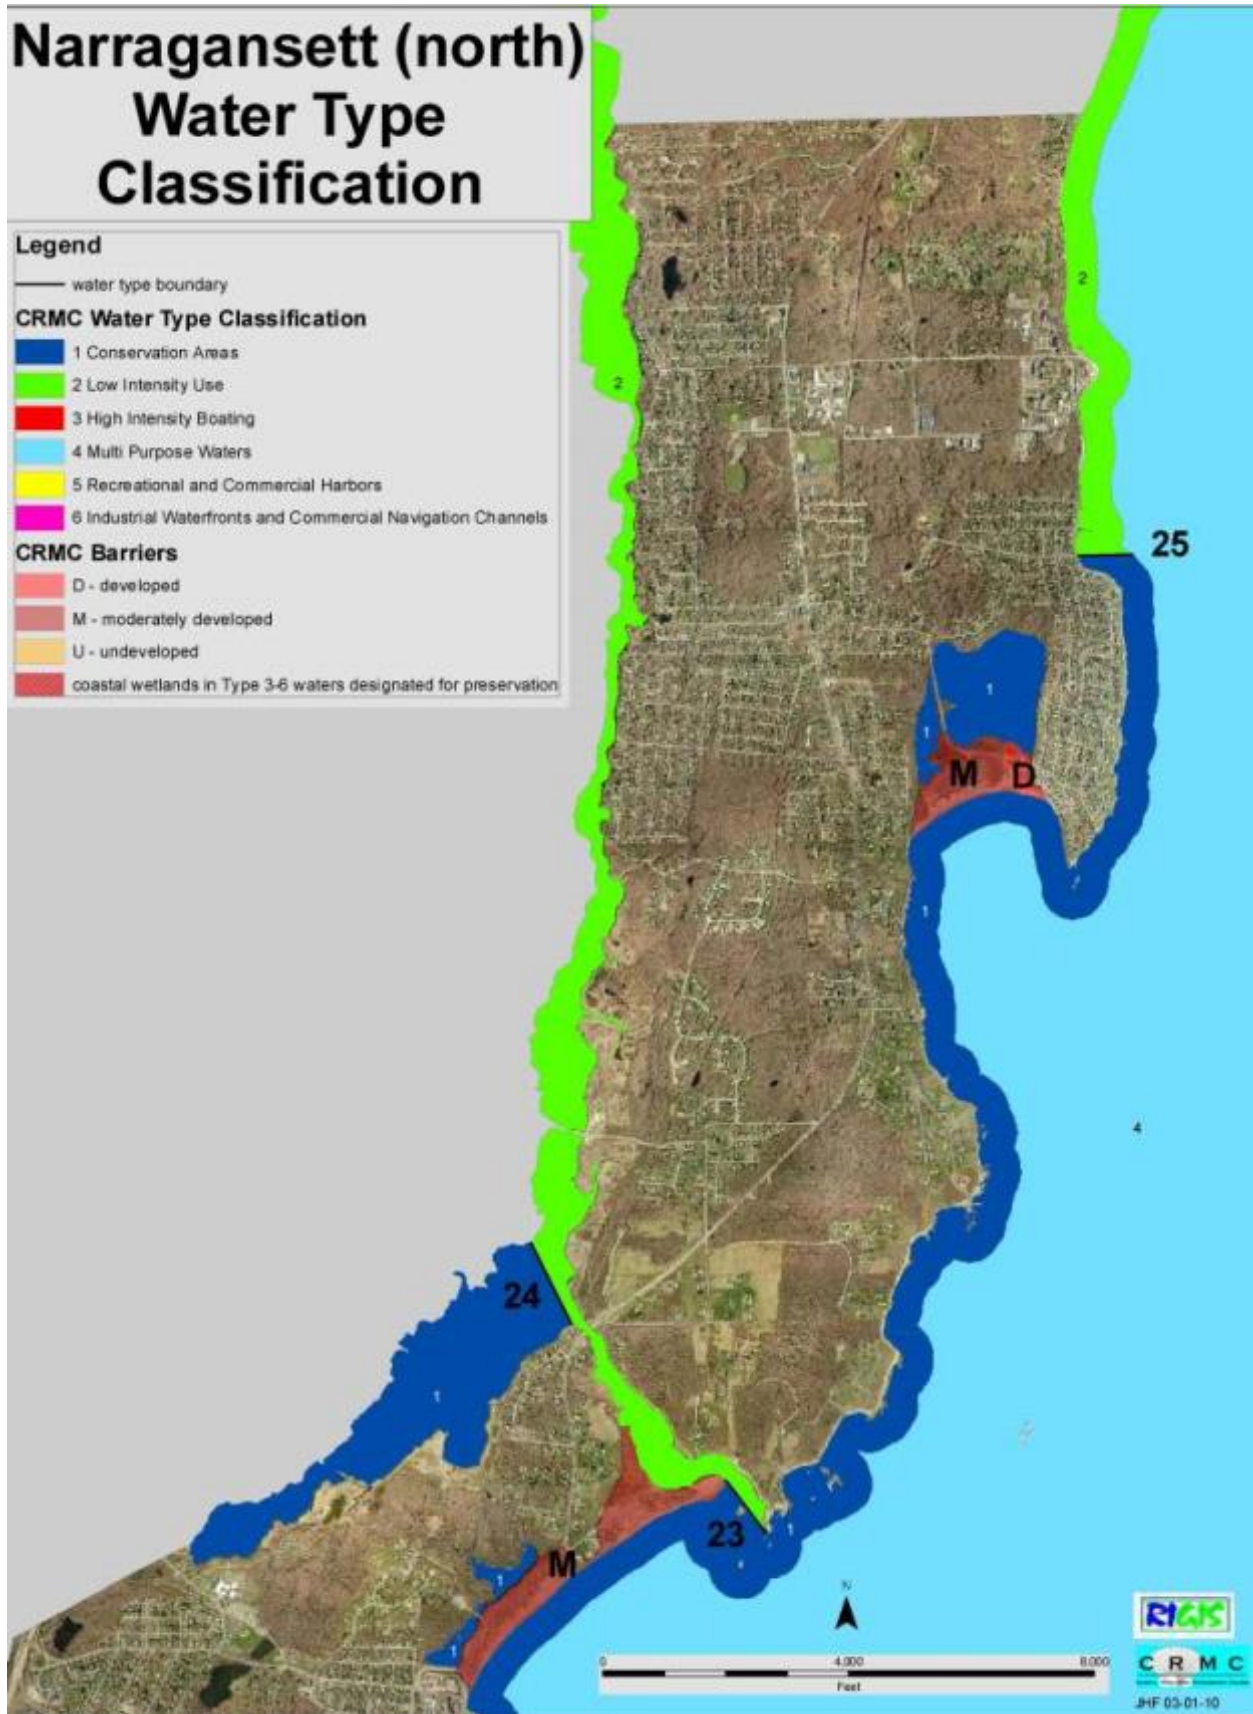 Narragansett (north)
Water Type
Classification
Legend
water type boundary
CRMC Water Type Classification
1 Conservation Areas
2 Low Intensity Use
3 High Intensity Boating
4 Multi Purpose Waters
5 Recreational and Commercial Harbors
6 Industrial Waterfronts and Commercial Navigation Channels
CRMC Barriers
D - developed
M - moderately developed
U - undeveloped
coastal wetlands in Type 3-6 waters designated for preservation
2
2
25
1
1
M D
1
4
24
1
23
1
M
1
1
N
0 4,000 8,000
Feet
RIGIS
C R M C
JHF 03-01-10